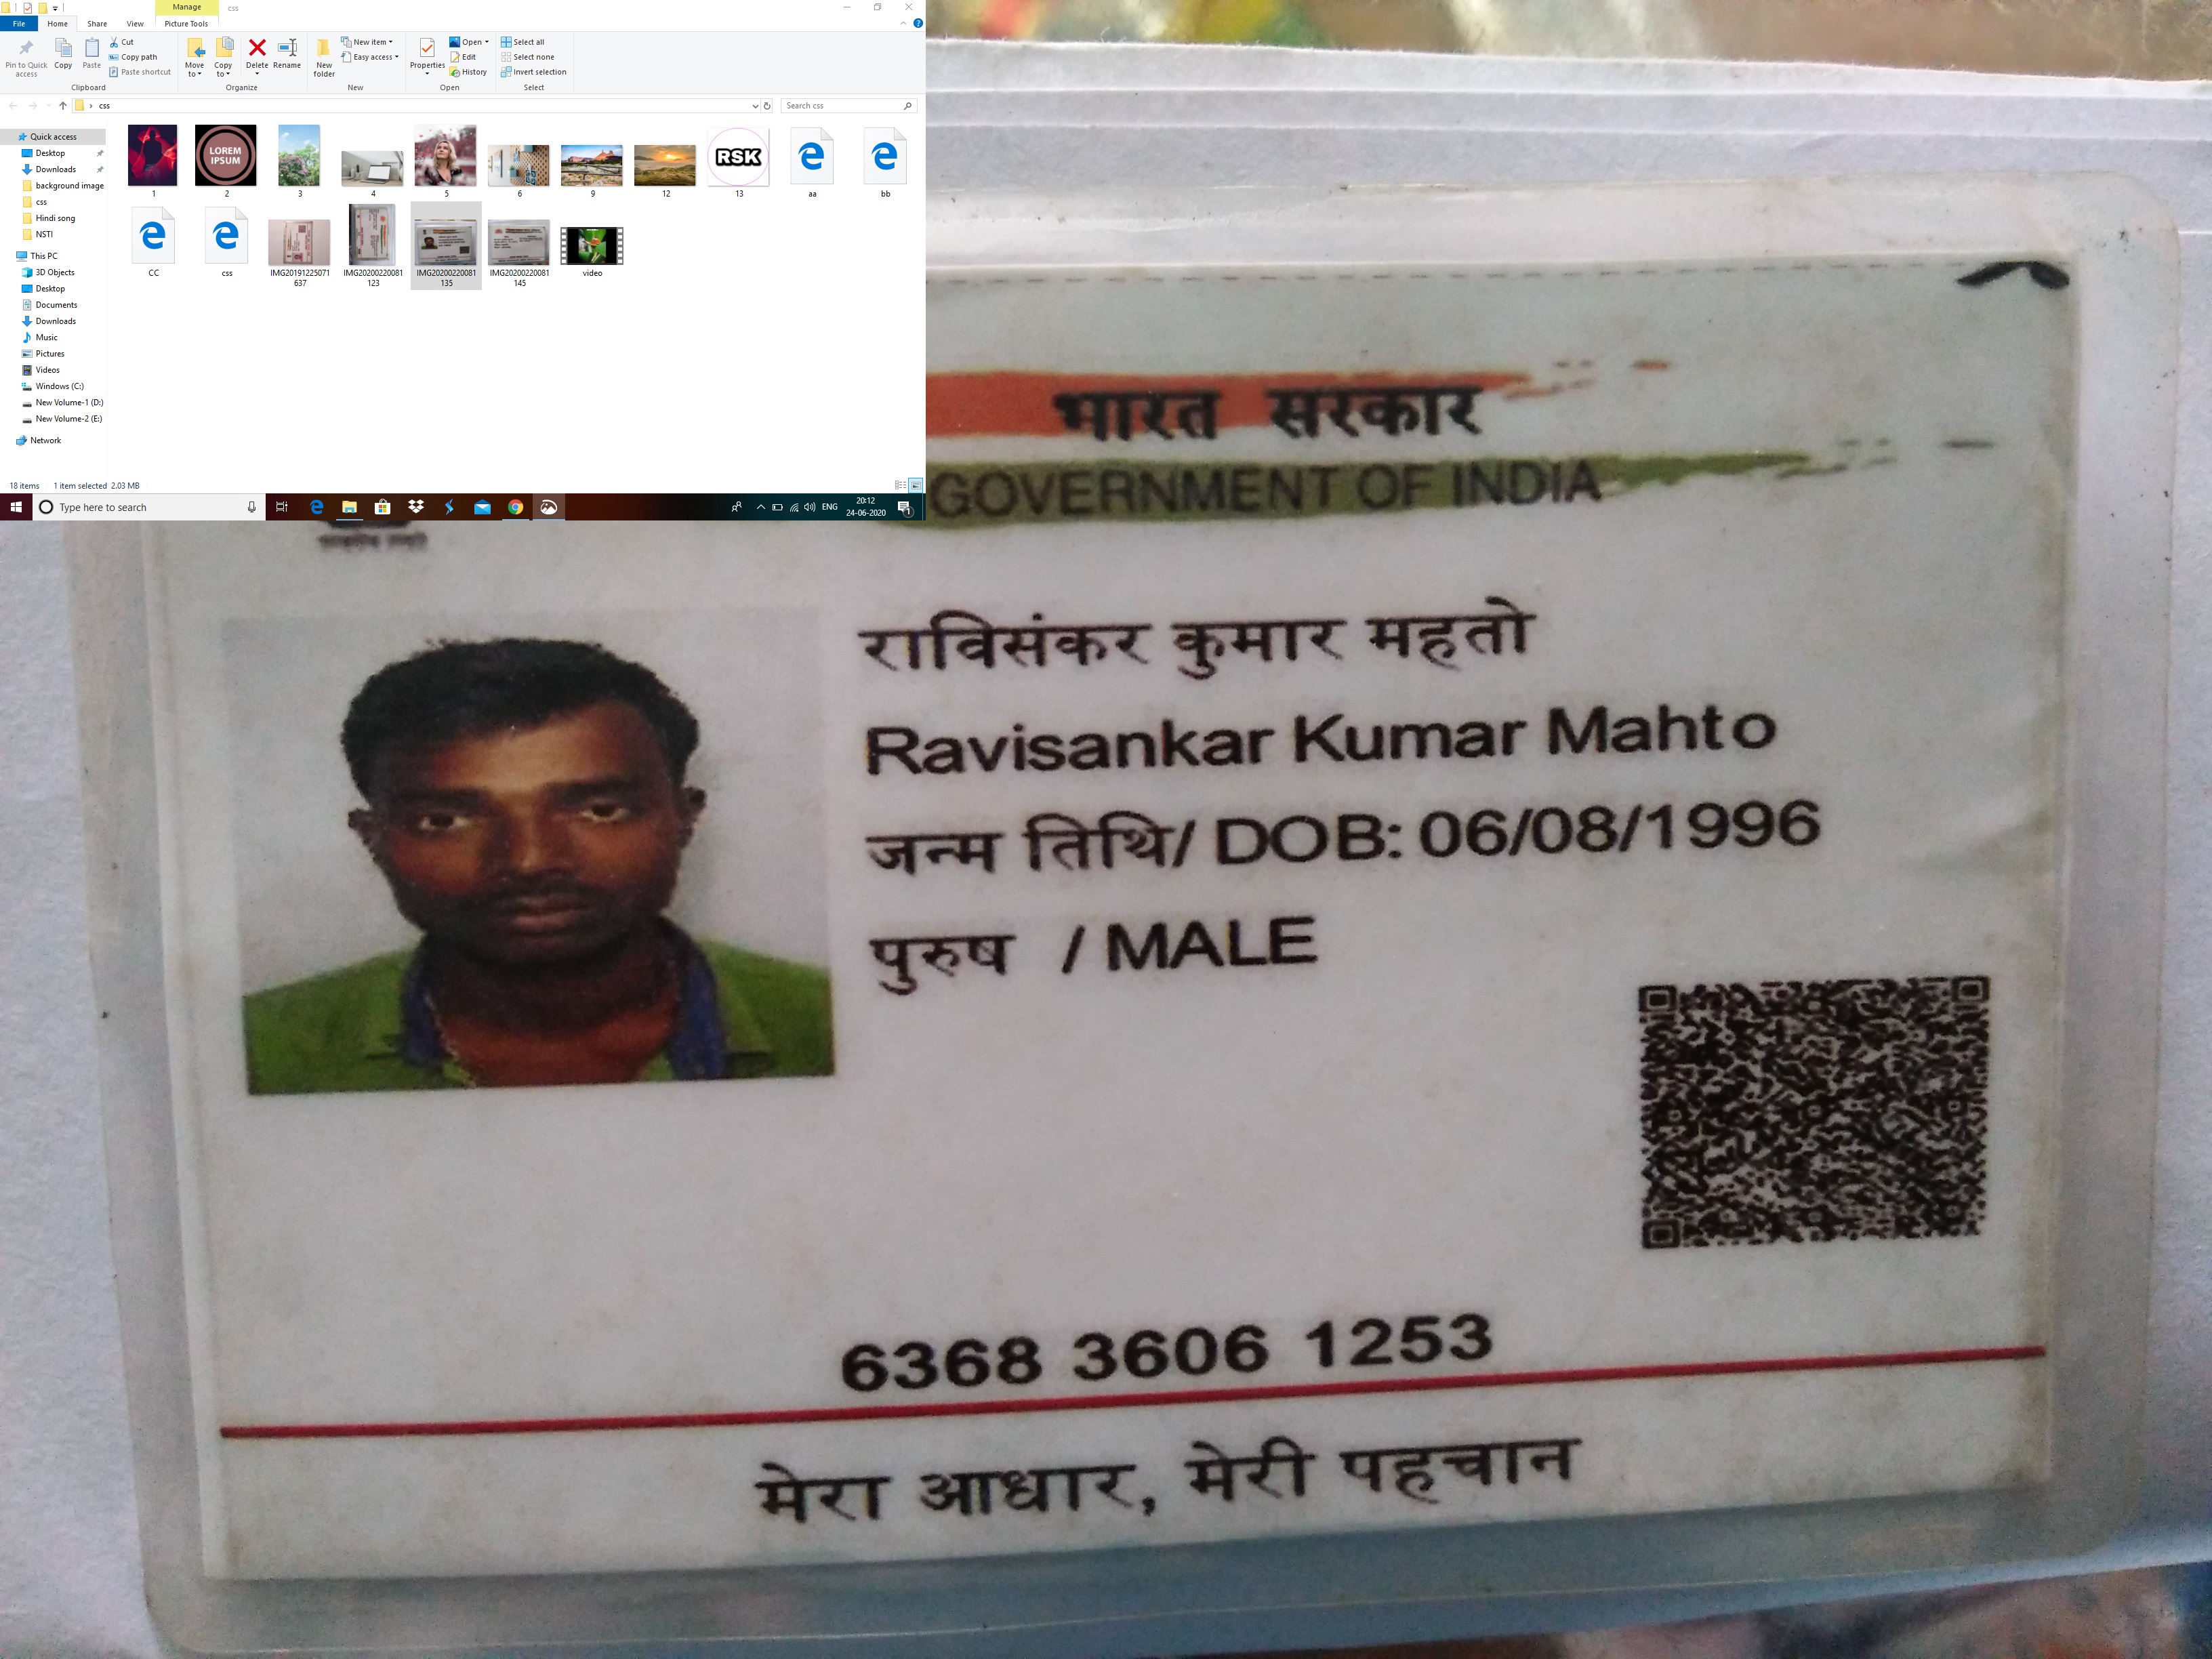 Manage
css
File
Home
Share
View
Picture Tools
Pin to Quick access
Copy
Paste
Cut
Copy path
Paste shortcut
Clipboard
Move to
Copy to
Delete
Rename
Organize
New folder
New item
Easy access
New
Properties
Open
Edit
History
Open
Select all
Select none
Invert selection
Select
css
Search css
Quick access
Desktop
Downloads
background image
css
Hindi song
NSTI
This PC
3D Objects
Desktop
Documents
Downloads
Music
Pictures
Videos
Windows (C:)
New Volume-1 (D:)
New Volume-2 (E:)
Network
LOREM
IPSUM
RSK
1 2 3 4 5 6 9 12 13 aa bb
CC
css
IMG20191225071637
IMG20200220081123
IMG20200220081135
IMG20200220081145
video
18 items 1 item selected 2.03 MB
Type here to search
ENG
20:12
24-06-2020
1
भारत सरकार
GOVERNMENT OF INDIA
राविसंकर कुमार महतो
Ravisankar Kumar Mahto
जन्म तिथि/ DOB: 06/08/1996
पुरुष / MALE
6368 3606 1253
मेरा आधार, मेरी पहचान